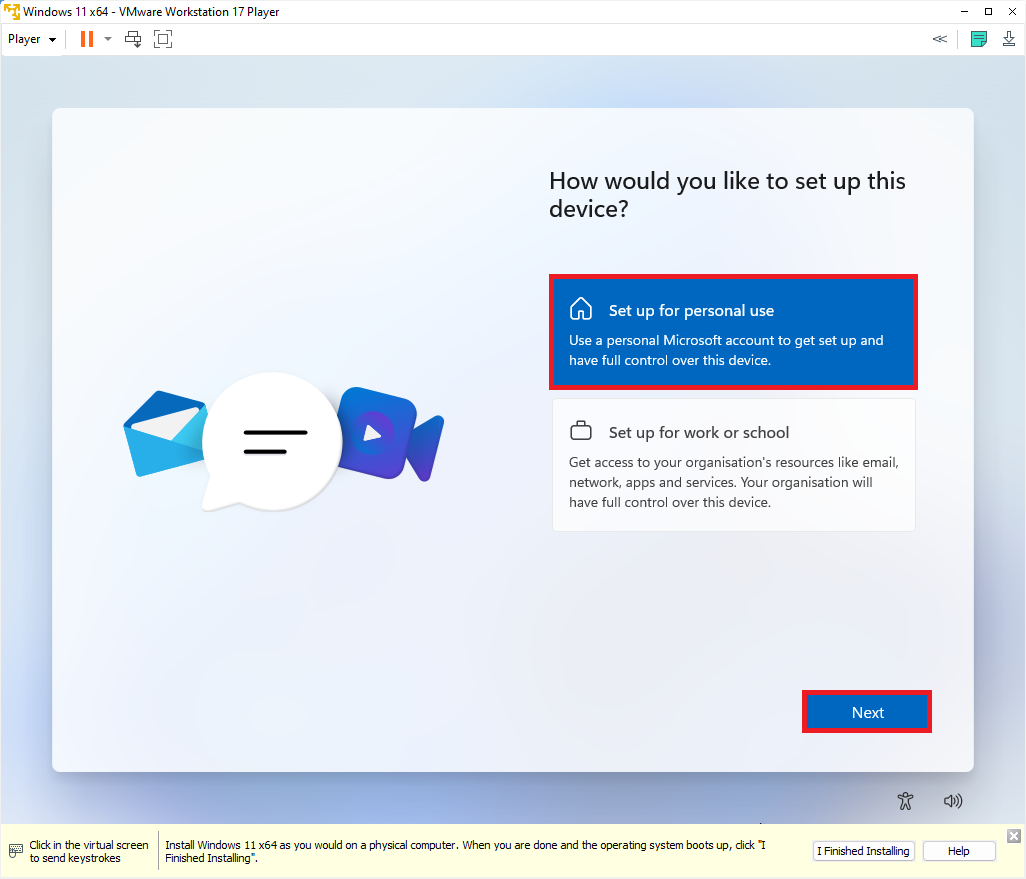 Windows 11 x64 - VMware Workstation 17 Player
Player
How would you like to set up this
device?
Set up for personal use
Use a personal Microsoft account to get set up and
have full control over this device.
Set up for work or school
Get access to your organisation's resources like email,
network, apps and services. Your organisation will
have full control over this device.
Next
Click in the virtual screen
to send keystrokes
Install Windows 11 x64 as you would on a physical computer. When you are done and the operating system boots up, click "I
Finished Installing".
I Finished Installing
Help